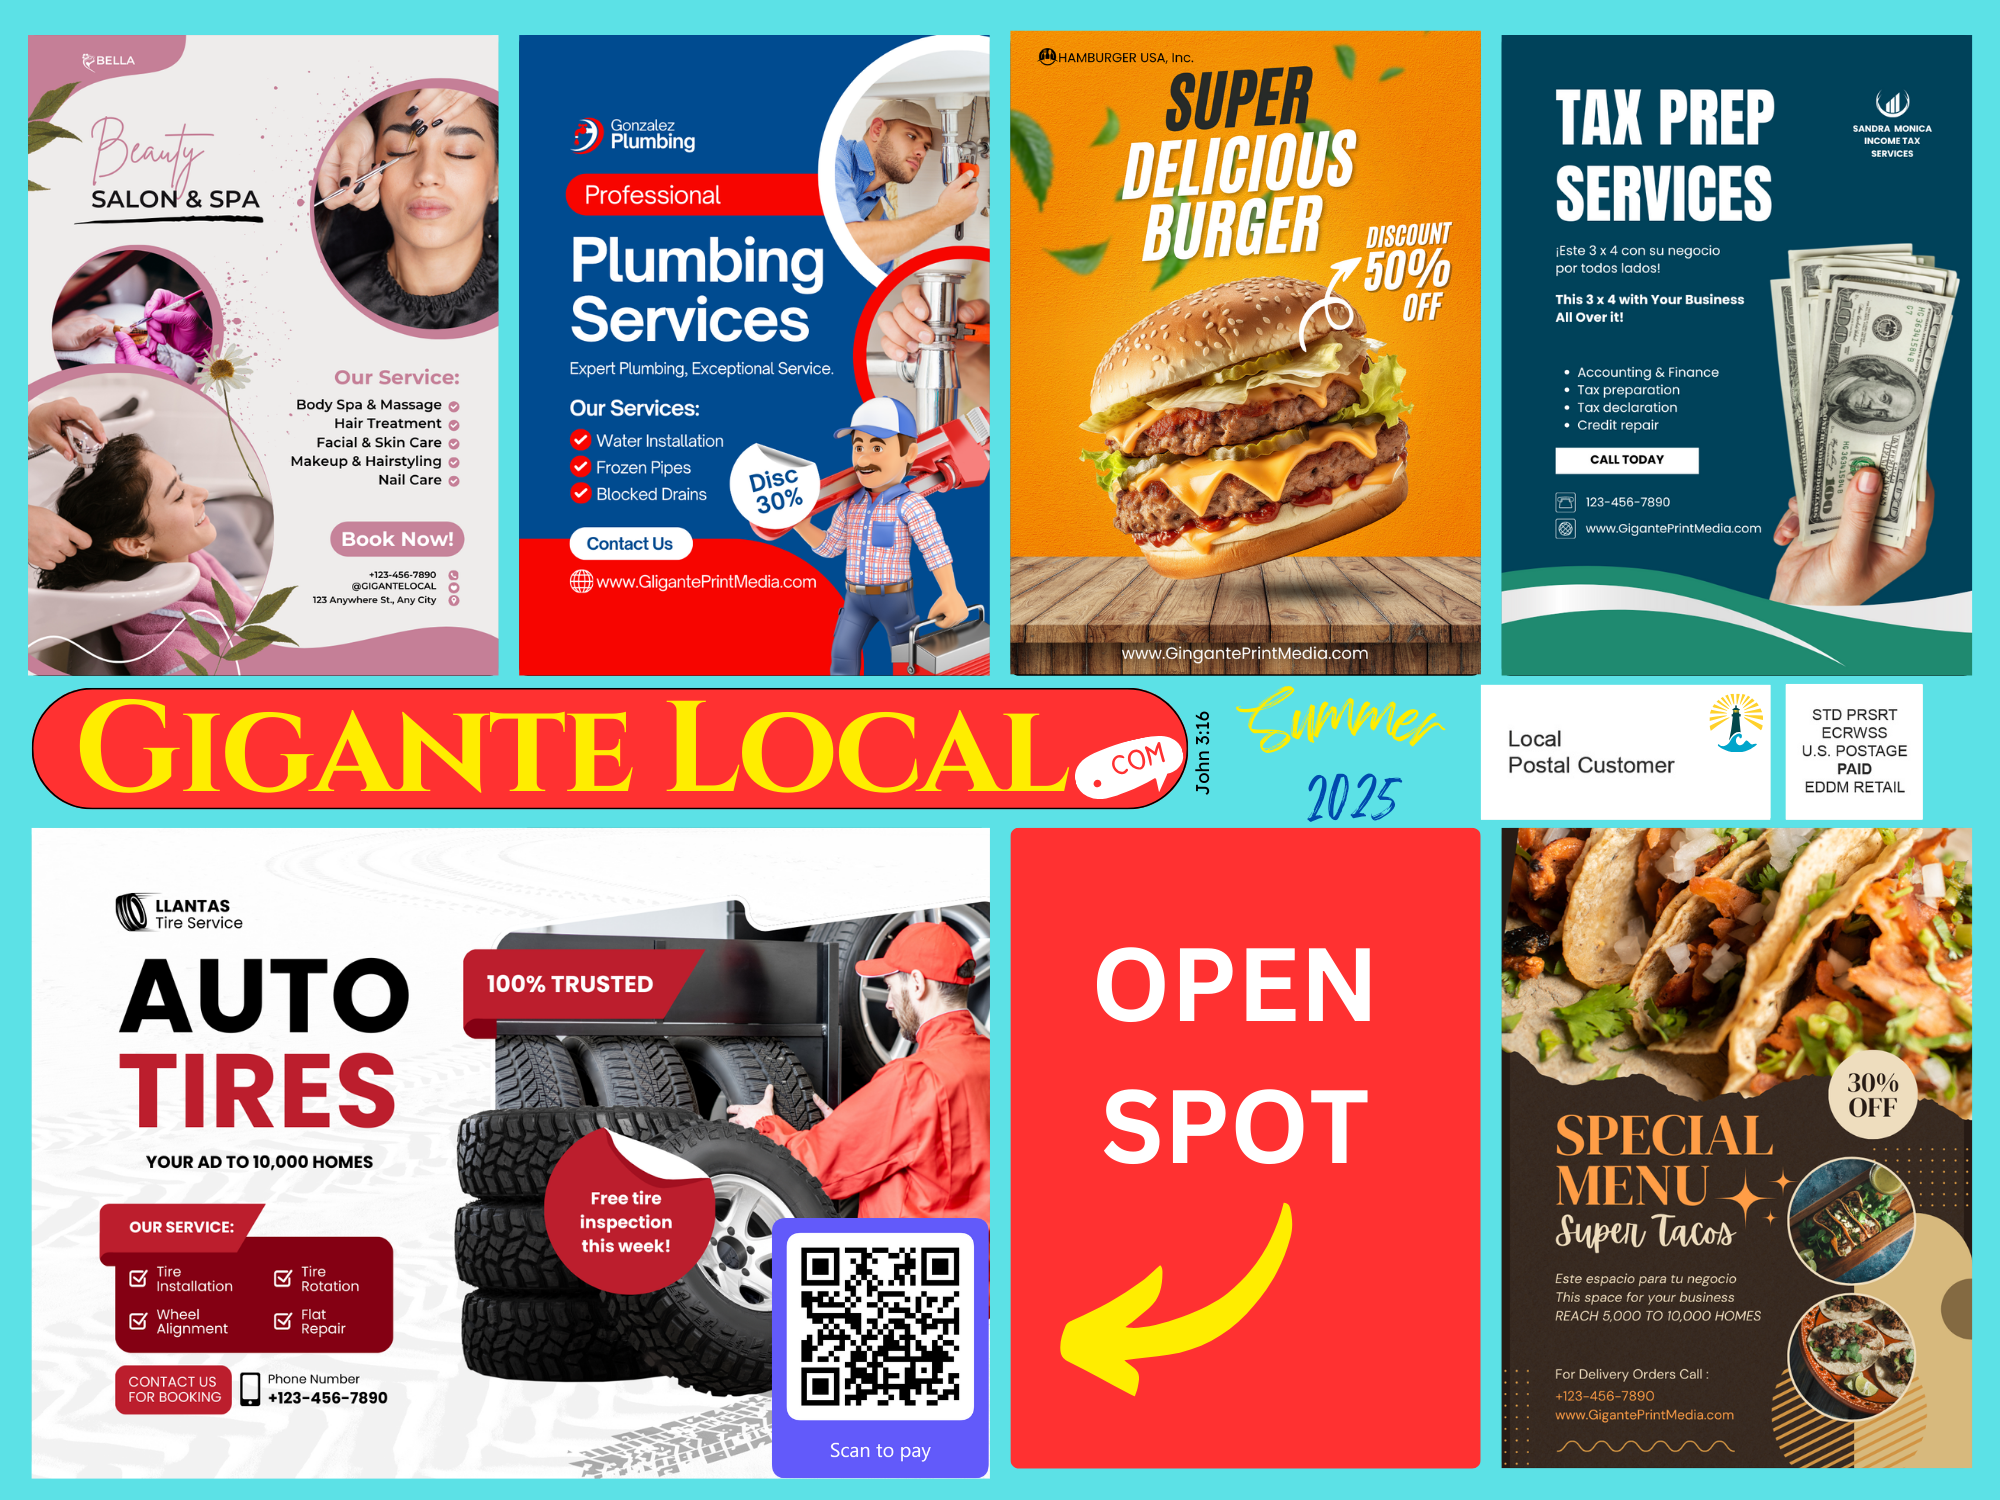 BELLA
Beauty
SALON & SPA
Our Service:
Body Spa & Massage
Hair Treatment
Facial & Skin Care
Makeup & Hairstyling
Nail Care
Book Now!
+123-456-7890
@GIGANTELOCAL
123 Anywhere St., Any City
Gonzalez
Plumbing
Professional
Plumbing
Services
Expert Plumbing, Exceptional Service.
Our Services:
Water Installation
Frozen Pipes
Blocked Drains
Disc
30%
Contact Us
www.GligantePrintMedia.com
HAMBURGER USA, Inc.
SUPER
DELICIOUS
BURGER
DISCOUNT
50%
OFF
www.GingantePrintMedia.com
TAX PREP
SERVICES
SANDRA MONICA
INCOME TAX
SERVICES
¡Este 3 x 4 con su negocio
por todos lados!
This 3 x 4 with Your Business
All Over it!
• Accounting & Finance
• Tax preparation
• Tax declaration
• Credit repair
CALL TODAY
123-456-7890
www.GigantePrintMedia.com
100
GIGANTE LOCAL
.COM
John 3:16
Summer
2025
Local
Postal Customer
STD PRSRT
ECRWSS
U.S. POSTAGE
PAID
EDDM RETAIL
LLANTAS
Tire Service
AUTO
TIRES
YOUR AD TO 10,000 HOMES
100% TRUSTED
Free tire
inspection
this week!
OUR SERVICE:
Tire
Installation
Tire
Rotation
Wheel
Alignment
Flat
Repair
CONTACT US
FOR BOOKING
Phone Number
+123-456-7890
Scan to pay
OPEN
SPOT
30%
OFF
SPECIAL
MENU
Super Tacos
Este espacio para tu negocio
This space for your business
REACH 5,000 TO 10,000 HOMES
For Delivery Orders Call :
+123-456-7890
www.GigantePrintMedia.com